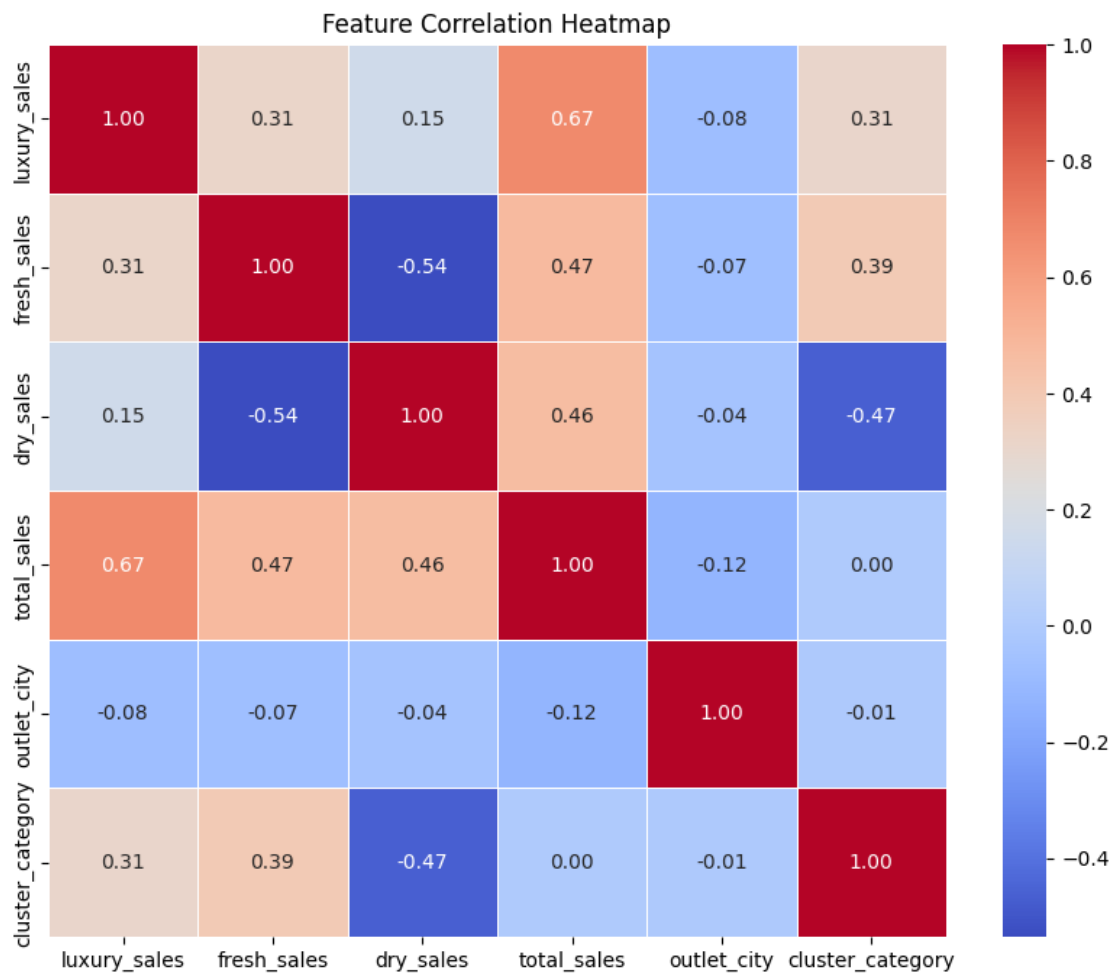 Feature Correlation Heatmap
luxury_sales 1.00 0.31 0.15 0.67 -0.08 0.31
fresh_sales 0.31 1.00 -0.54 0.47 -0.07 0.39
dry_sales 0.15 -0.54 1.00 0.46 -0.04 -0.47
total_sales 0.67 0.47 0.46 1.00 -0.12 0.00
outlet_city -0.08 -0.07 -0.04 -0.12 1.00 -0.01
cluster_category 0.31 0.39 -0.47 0.00 -0.01 1.00
luxury_sales fresh_sales dry_sales total_sales outlet_city cluster_category
1.0
0.8
0.6
0.4
0.2
0.0
−0.2
−0.4